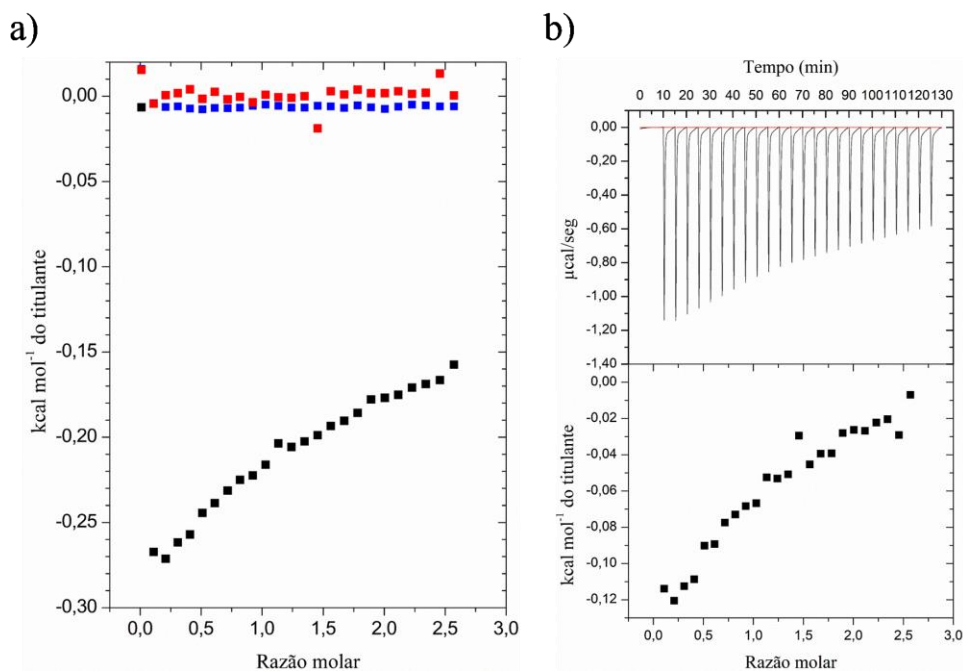 a)
0,00
-0,05
-0,10
-0,15
-0,20
-0,25
-0,30
kcal mol⁻¹ do titulante
0,0 0,5 1,0 1,5 2,0 2,5 3,0
Razão molar
b)
Tempo (min)
0 10 20 30 40 50 60 70 80 90 100 110 120 130
0,00
-0,20
-0,40
-0,60
-0,80
-1,00
-1,20
-1,40
µcal/seg
0,00
-0,02
-0,04
-0,06
-0,08
-0,10
-0,12
kcal mol⁻¹ do titulante
0,0 0,5 1,0 1,5 2,0 2,5 3,0
Razão molar